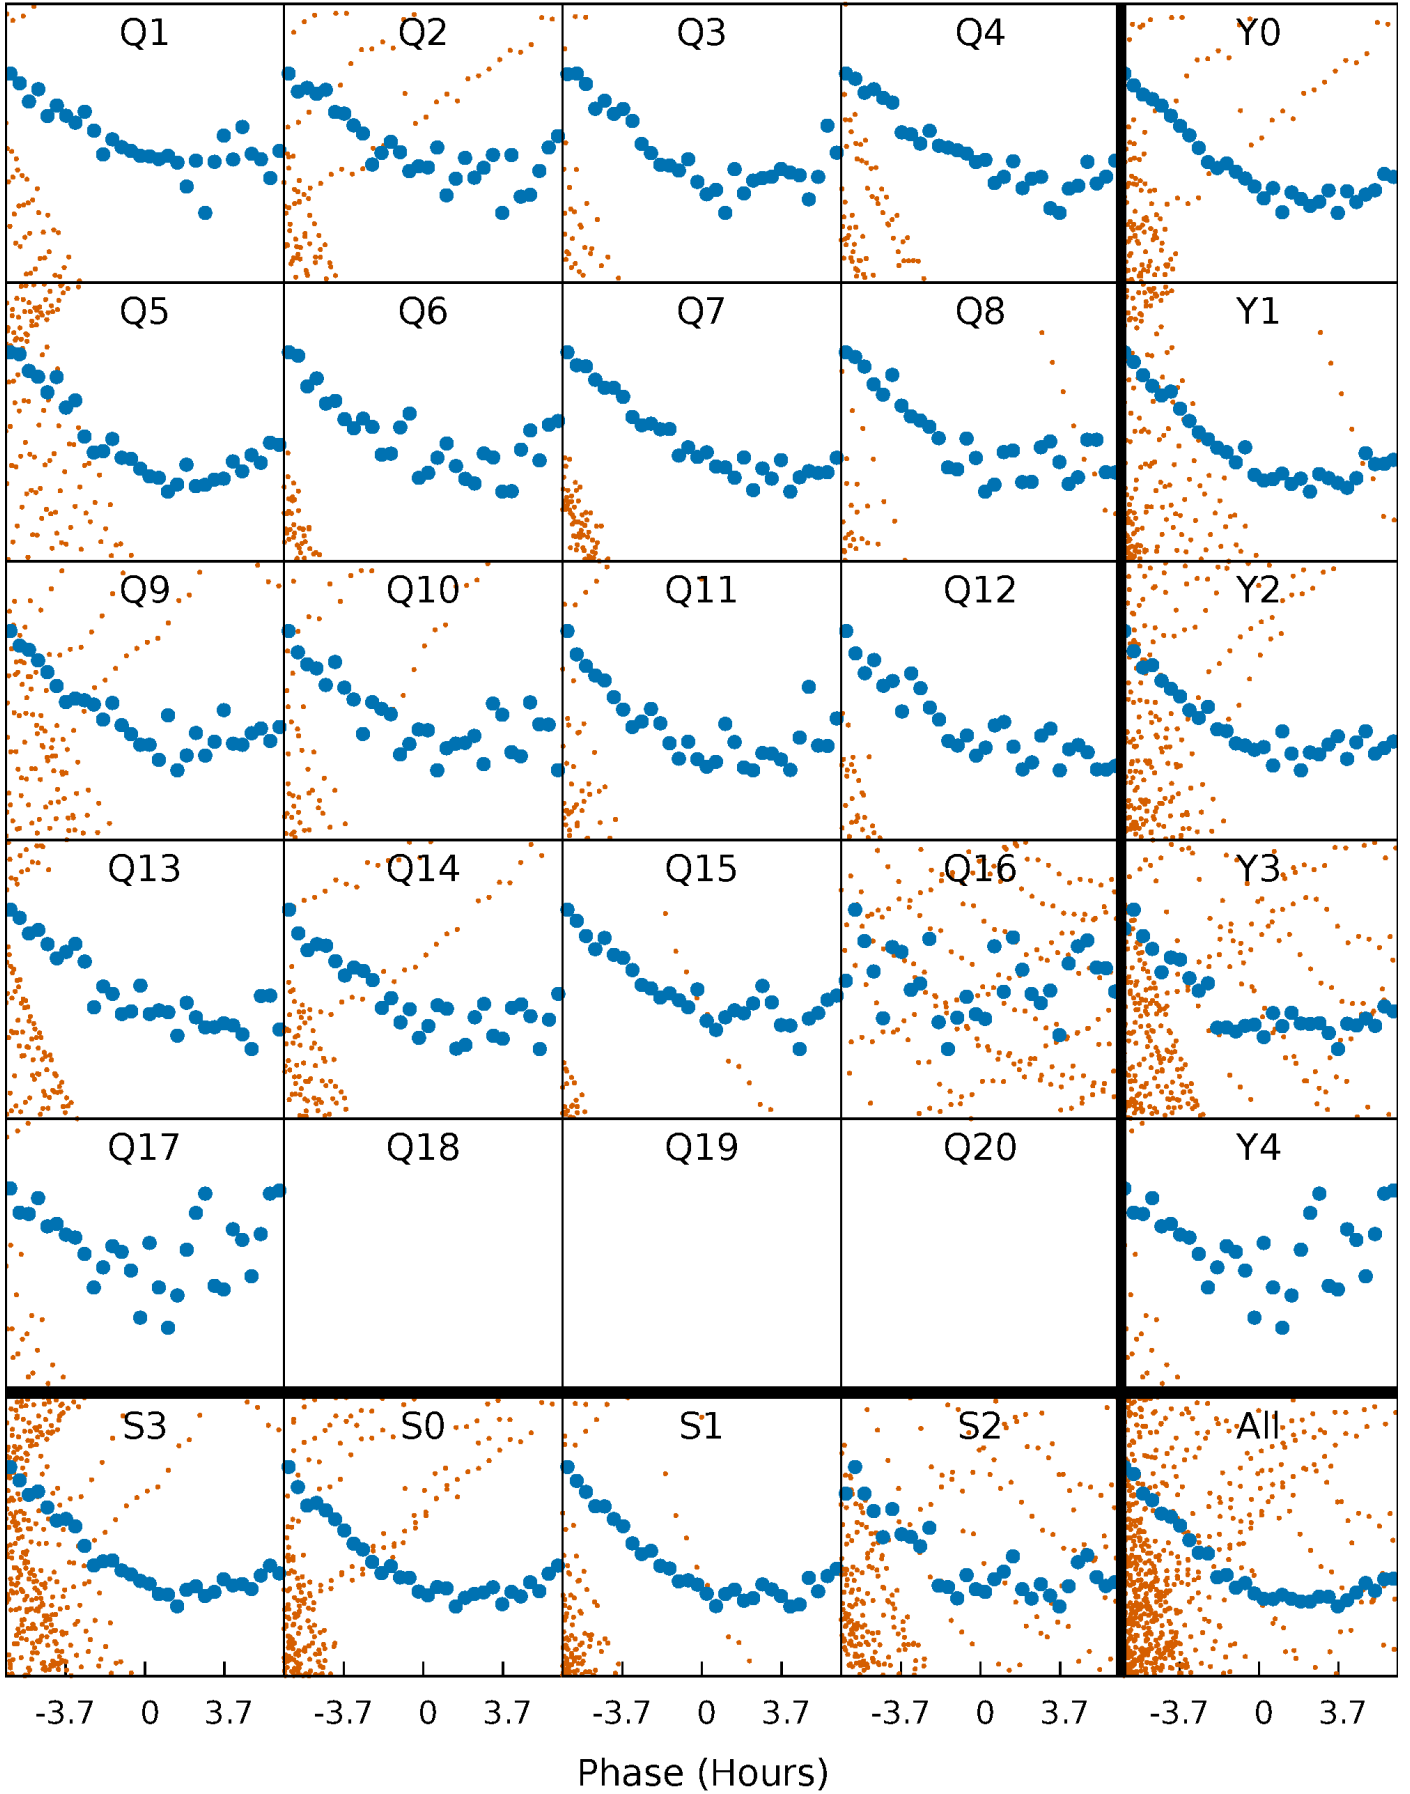 Q1 Q2 Q3 Q4 Y0
Q5 Q6 Q7 Q8 Y1
Q9 Q10 Q11 Q12 Y2
Q13 Q14 Q15 Q16 Y3
Q17 Q18 Q19 Q20 Y4
S3 S0 S1 S2 All
-3.7 0 3.7 -3.7 0 3.7 -3.7 0 3.7 -3.7 0 3.7 -3.7 0 3.7
Phase (Hours)